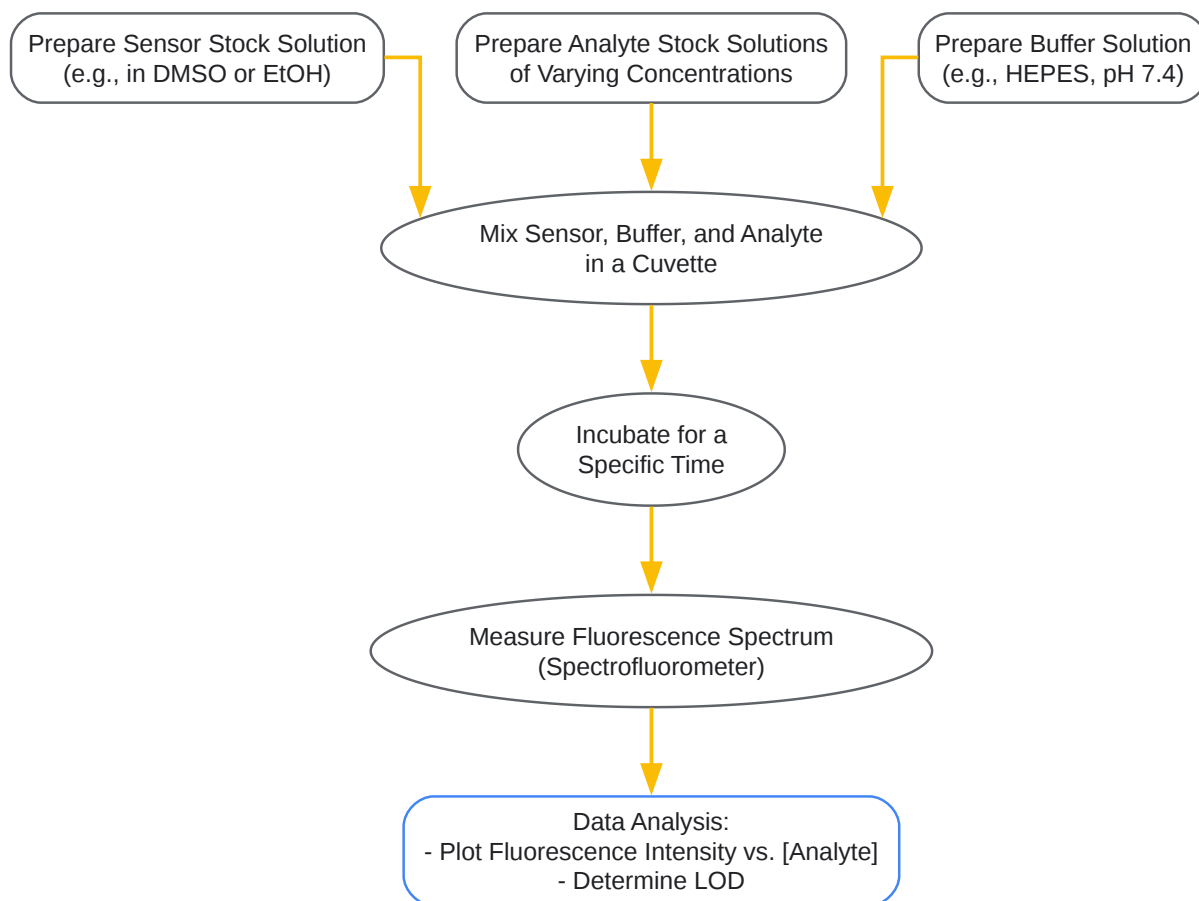 Prepare Sensor Stock Solution
(e.g., in DMSO or EtOH)
Prepare Analyte Stock Solutions
of Varying Concentrations
Prepare Buffer Solution
(e.g., HEPES, pH 7.4)
Mix Sensor, Buffer, and Analyte
in a Cuvette
Incubate for a
Specific Time
Measure Fluorescence Spectrum
(Spectrofluorometer)
Data Analysis:
- Plot Fluorescence Intensity vs. [Analyte]
- Determine LOD